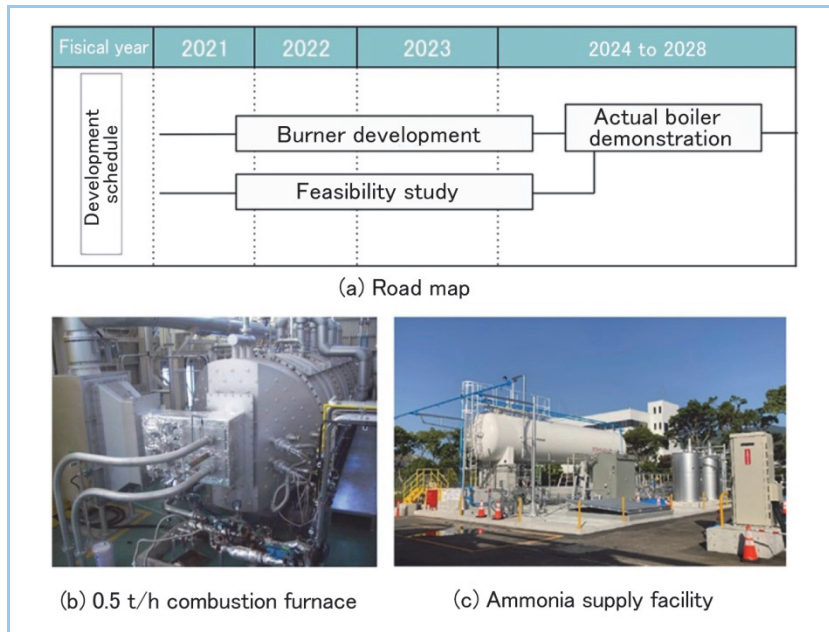 Fisical year
2021
2022
2023
2024 to 2028
Development
schedule
Burner development
Actual boiler
demonstration
Feasibility study
(a) Road map
(b) 0.5 t/h combustion furnace
(c) Ammonia supply facility